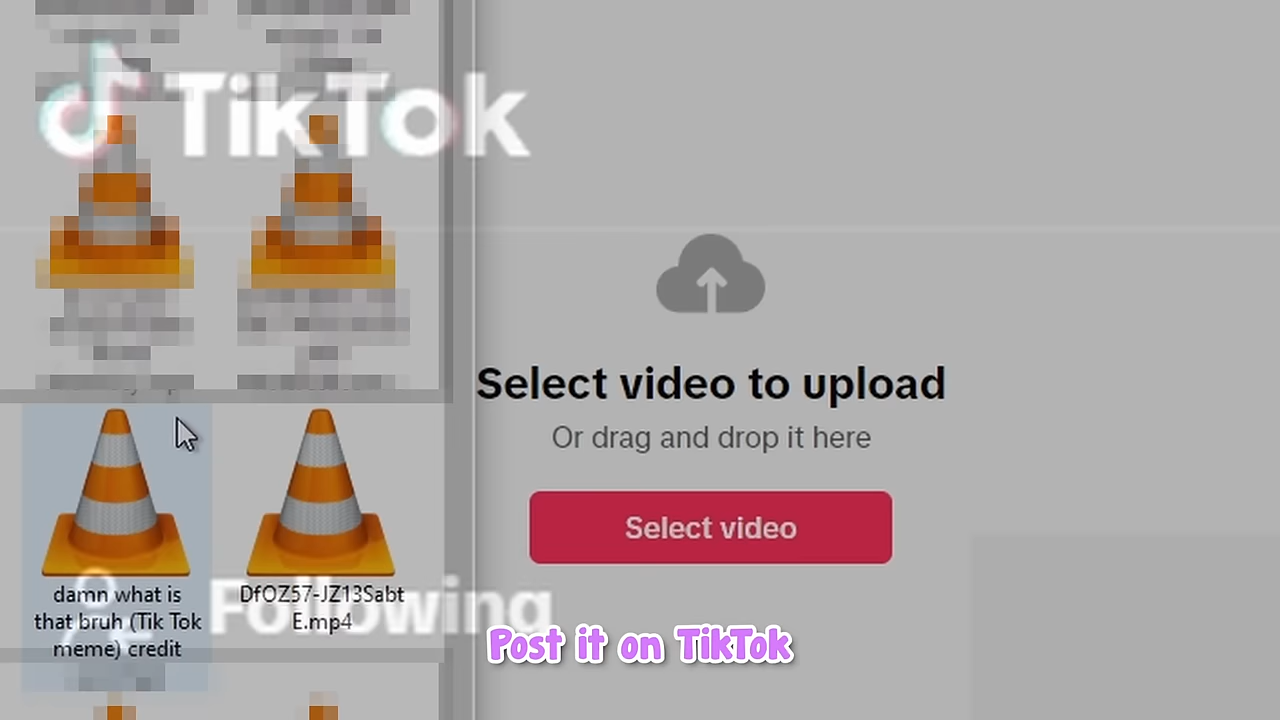 TikTok
Select video to upload
Or drag and drop it here
Select video
damn what is
that bruh (Tik Tok
meme) credit
DfOZ57-JZ13Sabt
E.mp4
Following
Post it on TikTok